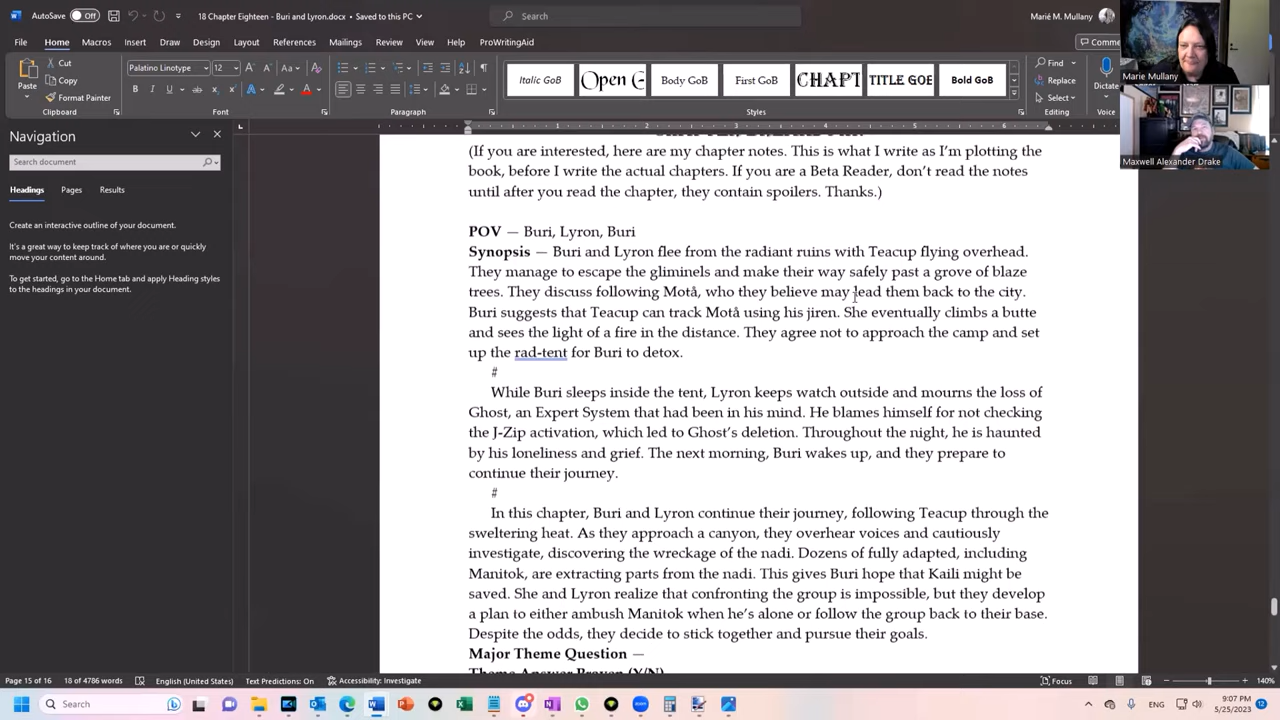 AutoSave Off 18 Chapter Eighteen - Buri and Lyron.docx • Saved to this PC Search Marié M. Mullany
File Home Macros Insert Draw Design Layout References Mailings Review View Help ProWritingAid Comme
Paste Cut Copy Format Painter Clipboard
Palatino Linotype 12 Font
Paragraph
Italic GoB Open G Body GoB First GoB CHAPT TITLE GOE Bold GoB Styles
Find Replace Select Editing
Dictate Voice
Marie Mullany
Maxwell Alexander Drake
Navigation
Search document
Headings Pages Results
Create an interactive outline of your document.
It's a great way to keep track of where you are or quickly
move your content around.
To get started, go to the Home tab and apply Heading styles
to the headings in your document.
1 2 3 4 5 6
(If you are interested, here are my chapter notes. This is what I write as I'm plotting the
book, before I write the actual chapters. If you are a Beta Reader, don't read the notes
until after you read the chapter, they contain spoilers. Thanks.)
POV — Buri, Lyron, Buri
Synopsis — Buri and Lyron flee from the radiant ruins with Teacup flying overhead.
They manage to escape the gliminels and make their way safely past a grove of blaze
trees. They discuss following Motå, who they believe may lead them back to the city.
Buri suggests that Teacup can track Motå using his jiren. She eventually climbs a butte
and sees the light of a fire in the distance. They agree not to approach the camp and set
up the rad-tent for Buri to detox.
#
While Buri sleeps inside the tent, Lyron keeps watch outside and mourns the loss of
Ghost, an Expert System that had been in his mind. He blames himself for not checking
the J-Zip activation, which led to Ghost's deletion. Throughout the night, he is haunted
by his loneliness and grief. The next morning, Buri wakes up, and they prepare to
continue their journey.
#
In this chapter, Buri and Lyron continue their journey, following Teacup through the
sweltering heat. As they approach a canyon, they overhear voices and cautiously
investigate, discovering the wreckage of the nadi. Dozens of fully adapted, including
Manitok, are extracting parts from the nadi. This gives Buri hope that Kaili might be
saved. She and Lyron realize that confronting the group is impossible, but they develop
a plan to either ambush Manitok when he's alone or follow the group back to their base.
Despite the odds, they decide to stick together and pursue their goals.
Major Theme Question —
Theme Answer Proven (Y/N)
Page 15 of 16 18 of 4786 words English (United States) Text Predictions: On Accessibility: Investigate Focus 140%
Search ENG 9:07 PM
5/25/2023